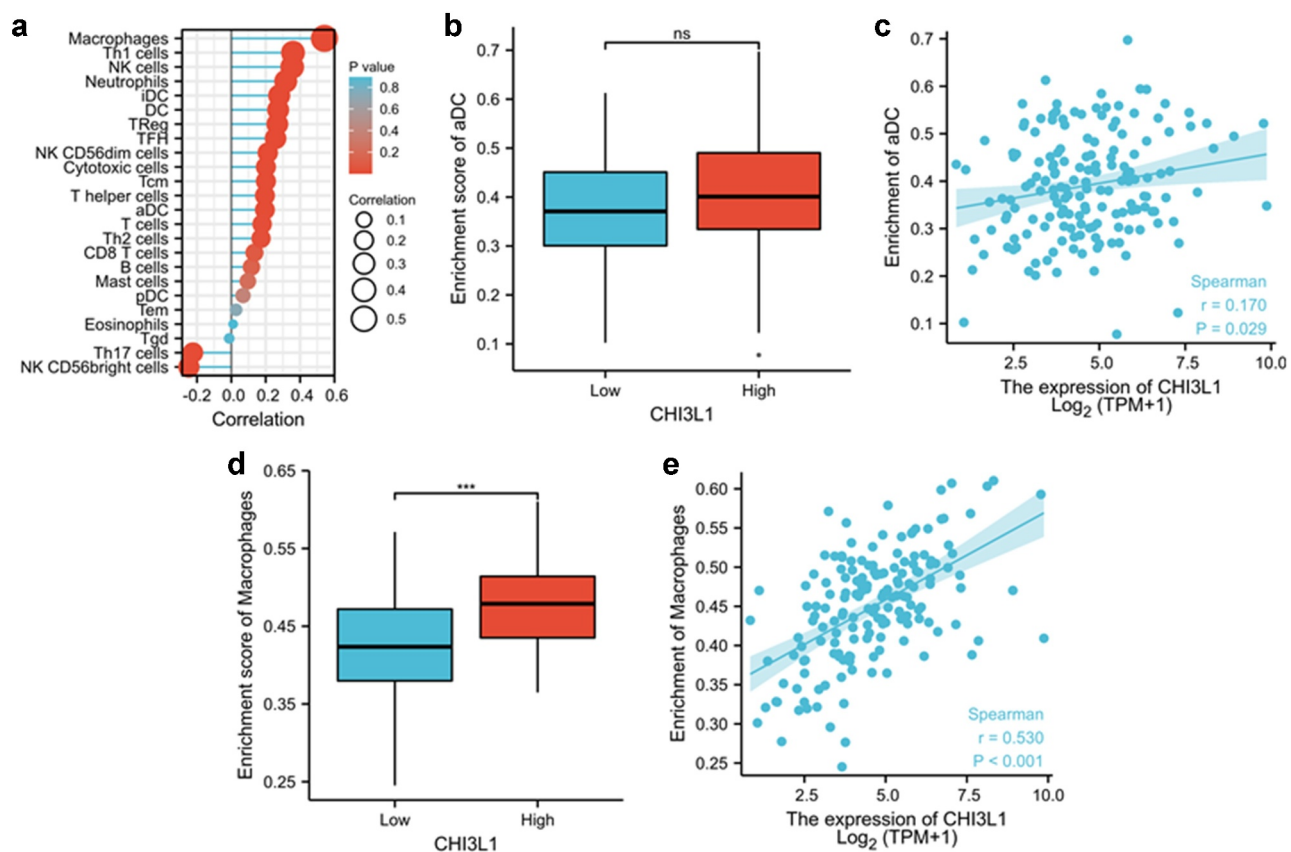 a
Macrophages
Th1 cells
NK cells
Neutrophils
iDC
DC
TReg
TFH
NK CD56dim cells
Cytotoxic cells
Tcm
T helper cells
aDC
T cells
Th2 cells
CD8 T cells
B cells
Mast cells
pDC
Tem
Eosinophils
Tgd
Th17 cells
NK CD56bright cells
-0.2 0.0 0.2 0.4 0.6
Correlation
P value
0.8
0.6
0.4
0.2
Correlation
0.1
0.2
0.3
0.4
0.5
b
ns
Enrichment score of aDC
0.7
0.6
0.5
0.4
0.3
0.2
0.1
Low High
CHI3L1
c
Enrichment of aDC
0.7
0.6
0.5
0.4
0.3
0.2
0.1
Spearman
r = 0.170
P = 0.029
2.5 5.0 7.5 10.0
The expression of CHI3L1
Log2 (TPM+1)
d
***
Enrichment score of Macrophages
0.65
0.55
0.45
0.35
0.25
Low High
CHI3L1
e
Enrichment of Macrophages
0.60
0.55
0.50
0.45
0.40
0.35
0.30
0.25
Spearman
r = 0.530
P < 0.001
2.5 5.0 7.5 10.0
The expression of CHI3L1
Log2 (TPM+1)